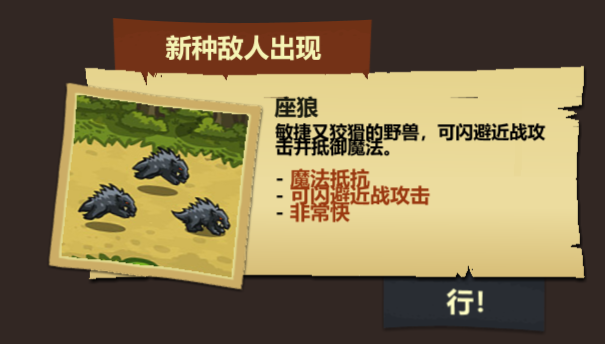 新种敌人出现
座狼
敏捷又狡猾的野兽，可闪避近战攻
击并抵御魔法。
- 魔法抵抗
- 可闪避近战攻击
- 非常快
行!